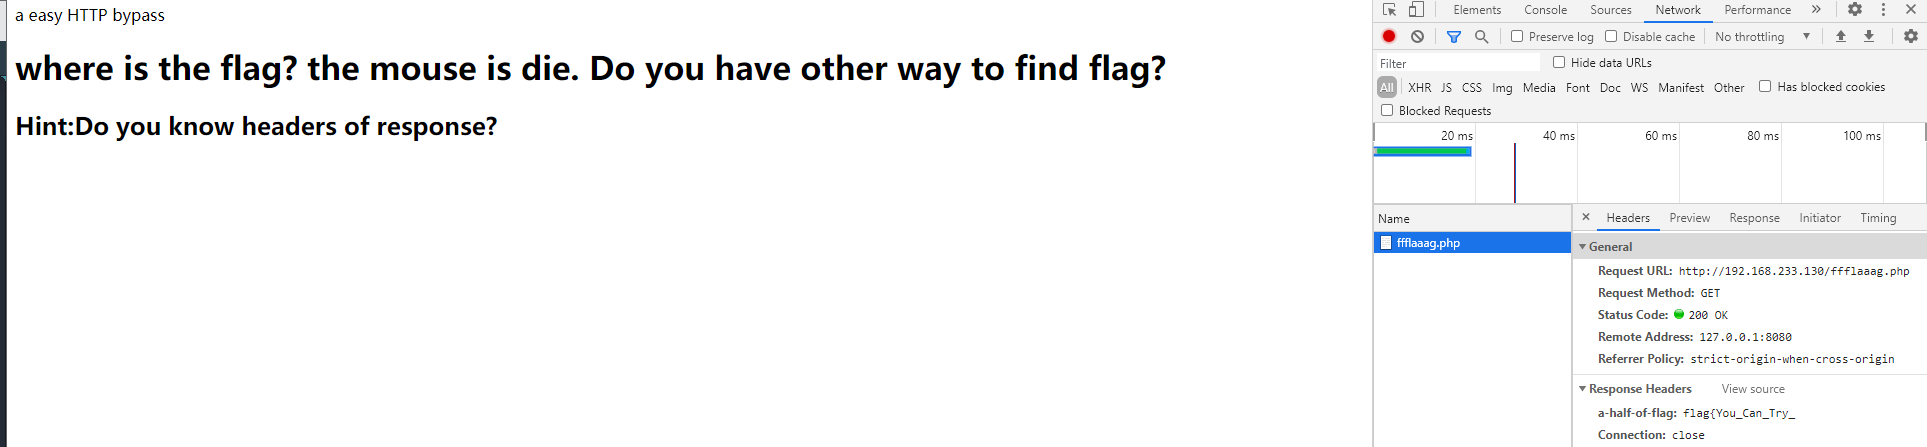 a easy HTTP bypass
where is the flag? the mouse is die. Do you have other way to find flag?
Hint:Do you know headers of response?
Elements Console Sources Network Performance »
Preserve log Disable cache No throttling ▼
Filter Hide data URLs
All XHR JS CSS Img Media Font Doc WS Manifest Other Has blocked cookies
Blocked Requests
20 ms 40 ms 60 ms 80 ms 100 ms
Name
ffflaaag.php
× Headers Preview Response Initiator Timing
▼ General
Request URL: http://192.168.233.130/ffflaaag.php
Request Method: GET
Status Code: 200 OK
Remote Address: 127.0.0.1:8080
Referrer Policy: strict-origin-when-cross-origin
▼ Response Headers View source
a-half-of-flag: flag{You_Can_Try_
Connection: close